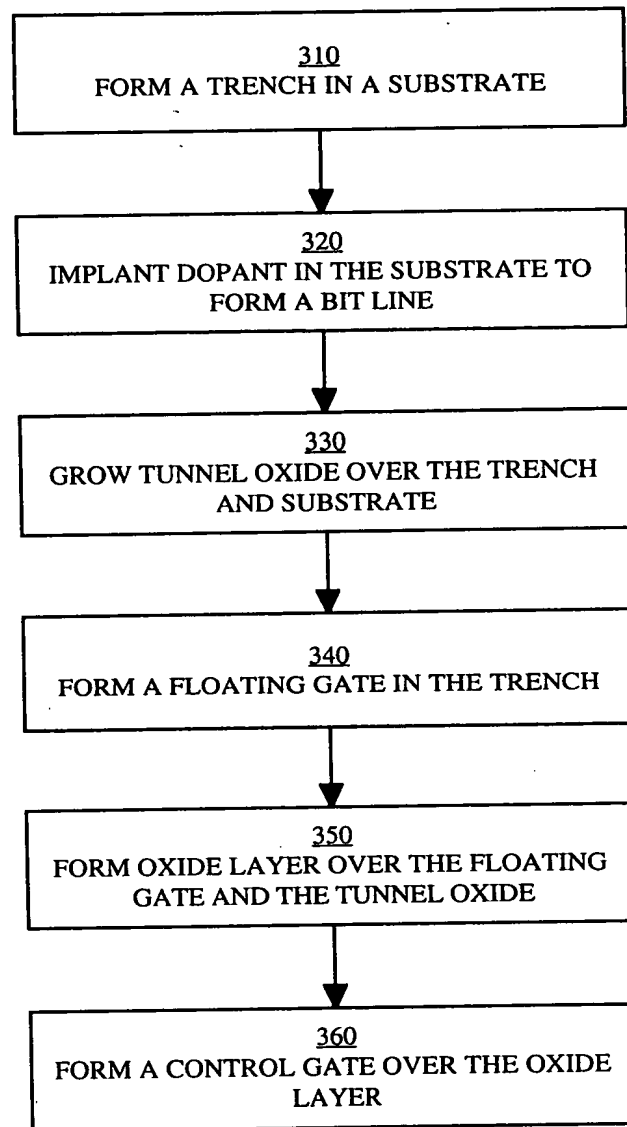 310
FORM A TRENCH IN A SUBSTRATE
320
IMPLANT DOPANT IN THE SUBSTRATE TO
FORM A BIT LINE
330
GROW TUNNEL OXIDE OVER THE TRENCH
AND SUBSTRATE
340
FORM A FLOATING GATE IN THE TRENCH
350
FORM OXIDE LAYER OVER THE FLOATING
GATE AND THE TUNNEL OXIDE
360
FORM A CONTROL GATE OVER THE OXIDE
LAYER